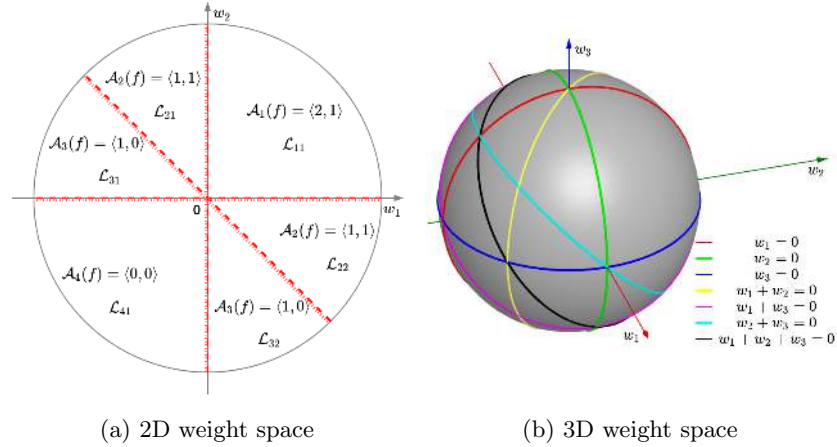 w₂
𝒜₂(f) = ⟨1, 1⟩
ℒ₂₁
𝒜₁(f) = ⟨2, 1⟩
ℒ₁₁
𝒜₃(f) = ⟨1, 0⟩
ℒ₃₁
0
w₁
𝒜₂(f) = ⟨1, 1⟩
ℒ₂₂
𝒜₄(f) = ⟨0, 0⟩
ℒ₄₁
𝒜₃(f) = ⟨1, 0⟩
ℒ₃₂
(a) 2D weight space
w₃
w₂
w₁
w₁ = 0
w₂ = 0
w₃ = 0
w₁ + w₂ = 0
w₁ + w₃ = 0
w₂ + w₃ = 0
w₁ + w₂ + w₃ = 0
(b) 3D weight space